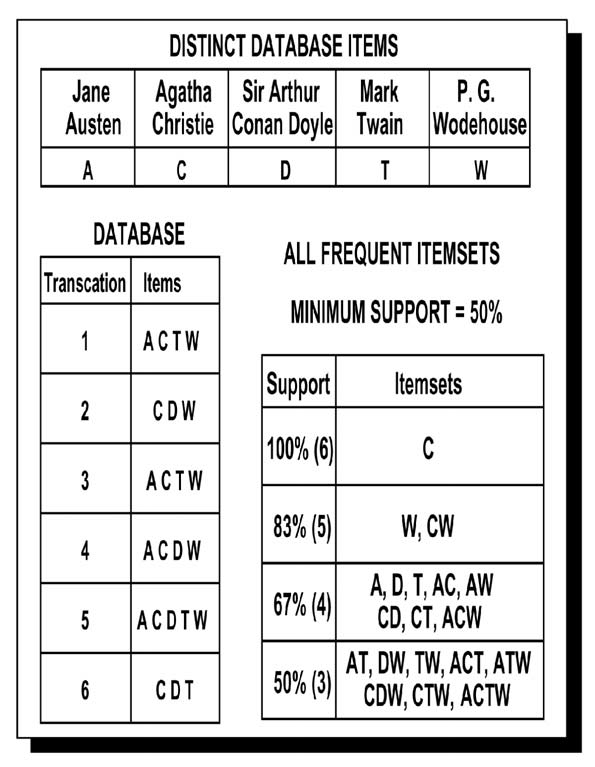 DISTINCT DATABASE ITEMS
Jane Austen Agatha Christie Sir Arthur Conan Doyle Mark Twain P. G. Wodehouse
A C D T W
DATABASE
Transcation Items
1 A C T W
2 C D W
3 A C T W
4 A C D W
5 A C D T W
6 C D T
ALL FREQUENT ITEMSETS
MINIMUM SUPPORT = 50%
Support Itemsets
100% (6) C
83% (5) W, CW
67% (4) A, D, T, AC, AW
CD, CT, ACW
50% (3) AT, DW, TW, ACT, ATW
CDW, CTW, ACTW